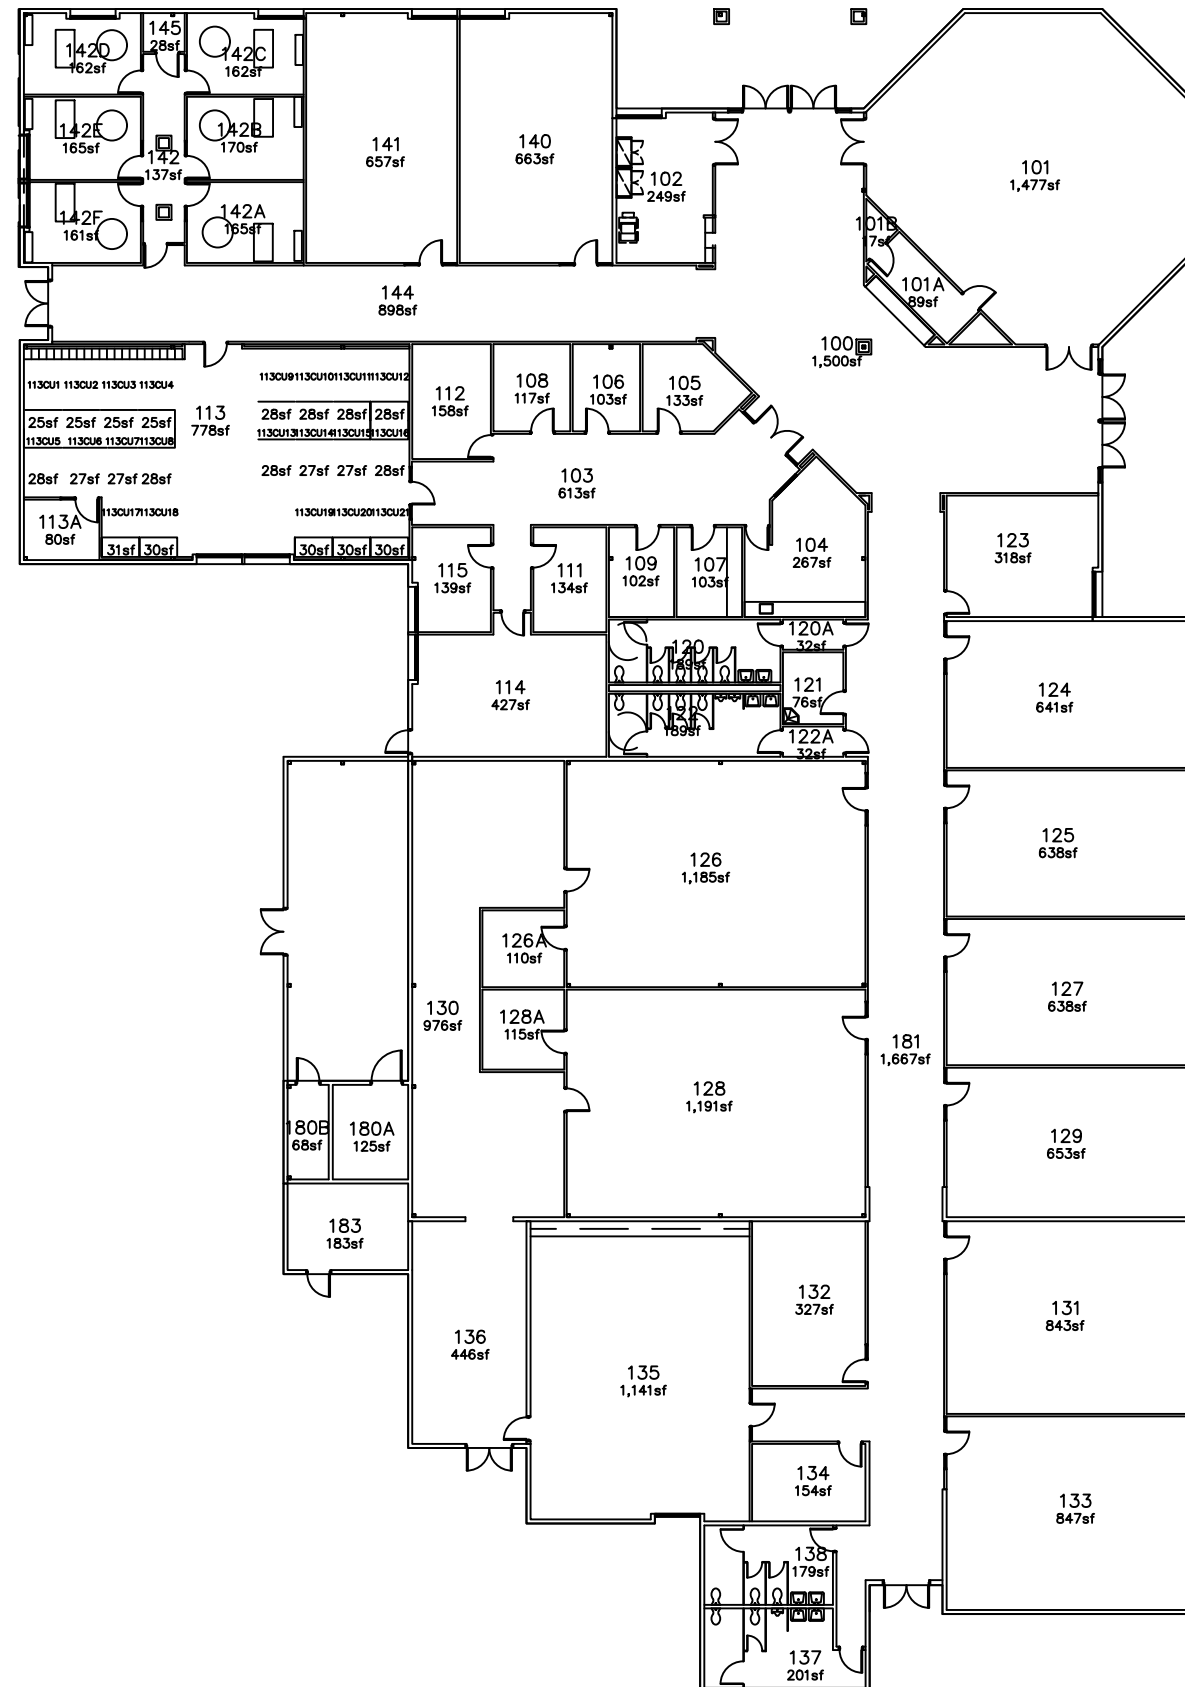 145
28sf
142D
162sf
142C
162sf
142E
165sf
142B
170sf
142
137sf
142F
161sf
142A
165sf
141
657sf
140
663sf
102
249sf
101
1,477sf
101B
17sf
101A
89sf
144
898sf
100
1,500sf
113CU1 113CU2 113CU3 113CU4
25sf 25sf 25sf 25sf
113CU5 113CU6 113CU7 113CU8
28sf 27sf 27sf 28sf
113
778sf
113CU9 113CU10 113CU11 113CU12
28sf 28sf 28sf 28sf
113CU13 113CU14 113CU15 113CU16
28sf 27sf 27sf 28sf
113A
80sf
113CU17 113CU18
31sf 30sf
113CU19 113CU20 113CU21
30sf 30sf 30sf
112
158sf
108
117sf
106
103sf
105
133sf
103
613sf
115
139sf
111
134sf
109
102sf
107
103sf
104
267sf
123
318sf
120
189sf
120A
32sf
121
76sf
122
189sf
122A
32sf
114
427sf
124
641sf
125
638sf
126
1,185sf
126A
110sf
127
638sf
130
976sf
128A
115sf
181
1,667sf
128
1,191sf
129
653sf
180B
68sf
180A
125sf
183
183sf
132
327sf
131
843sf
136
446sf
135
1,141sf
134
154sf
133
847sf
138
179sf
137
201sf